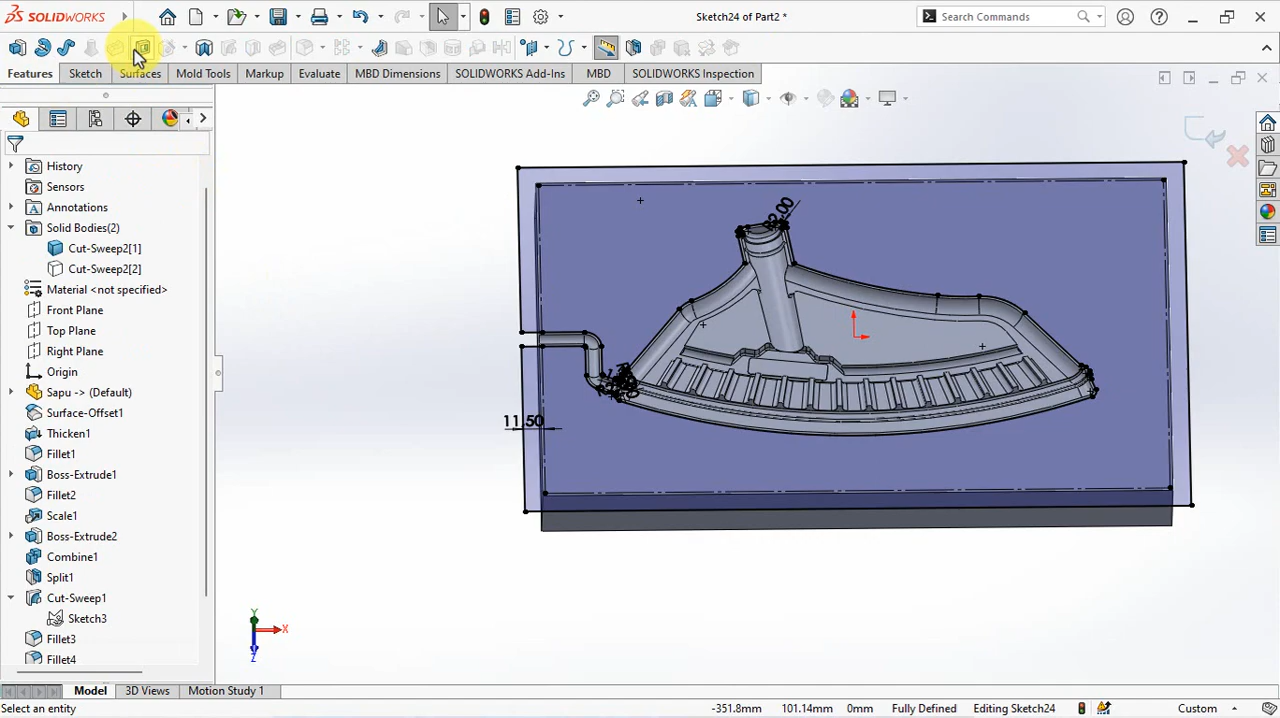 SOLIDWORKS
Sketch24 of Part2 *
Search Commands
Features
Sketch
Surfaces
Mold Tools
Markup
Evaluate
MBD Dimensions
SOLIDWORKS Add-Ins
MBD
SOLIDWORKS Inspection
History
Sensors
Annotations
Solid Bodies(2)
Cut-Sweep2[1]
Cut-Sweep2[2]
Material <not specified>
Front Plane
Top Plane
Right Plane
Origin
Sapu -> (Default)
Surface-Offset1
Thicken1
Fillet1
Boss-Extrude1
Fillet2
Scale1
Boss-Extrude2
Combine1
Split1
Cut-Sweep1
Sketch3
Fillet3
Fillet4
11.50
Y
X
Z
Model
3D Views
Motion Study 1
Select an entity
-351.8mm
101.14mm
0mm
Fully Defined
Editing Sketch24
Custom